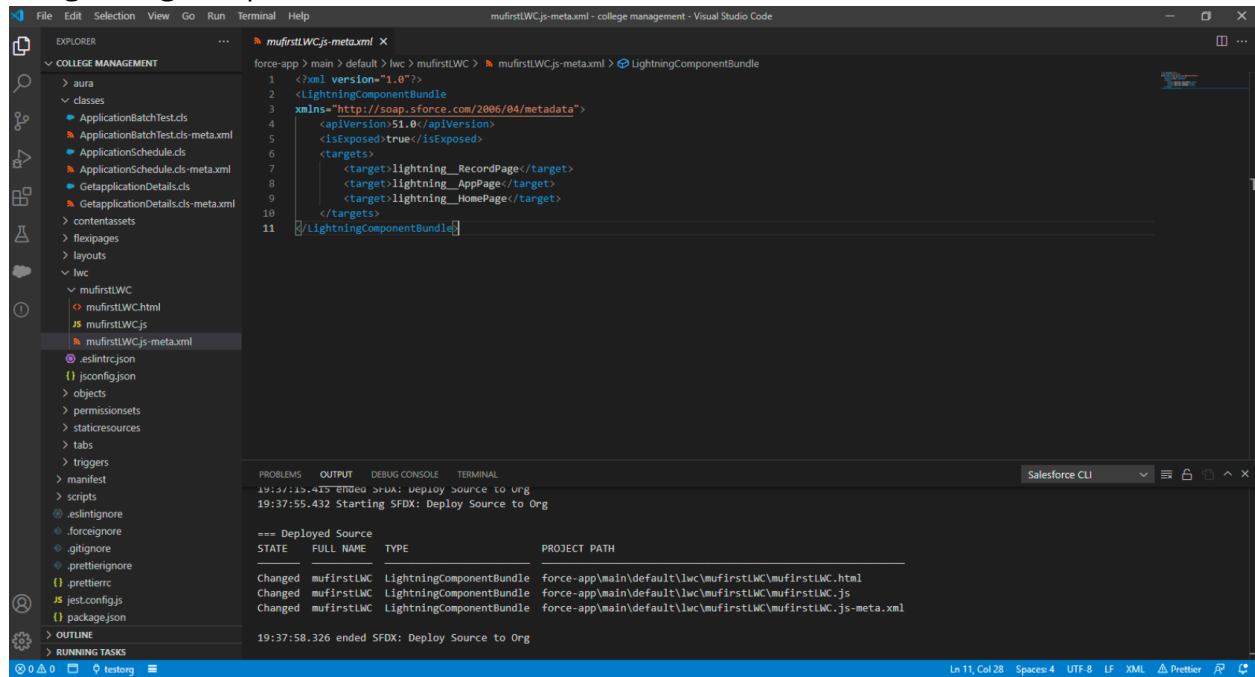 File Edit Selection View Go Run Terminal Help mufirstLWC.js-meta.xml - college management - Visual Studio Code
EXPLORER
COLLEGE MANAGEMENT
> aura
classes
ApplicationBatchTest.cls
ApplicationBatchTest.cls-meta.xml
ApplicationSchedule.cls
ApplicationSchedule.cls-meta.xml
GetapplicationDetails.cls
GetapplicationDetails.cls-meta.xml
> contentassets
> flexipages
> layouts
lwc
mufirstLWC
<> mufirstLWC.html
JS mufirstLWC.js
mufirstLWC.js-meta.xml
.eslintrc.json
{} jsconfig.json
> objects
> permissionsets
> staticresources
> tabs
> triggers
> manifest
> scripts
.eslintignore
.forceignore
.gitignore
.prettierignore
{} .prettierrc
JS jest.config.js
{} package.json
> OUTLINE
> RUNNING TASKS
mufirstLWC.js-meta.xml
force-app > main > default > lwc > mufirstLWC > mufirstLWC.js-meta.xml > LightningComponentBundle
1 <?xml version="1.0"?>
2 <LightningComponentBundle
3 xmlns="http://soap.sforce.com/2006/04/metadata">
4 <apiVersion>51.0</apiVersion>
5 <isExposed>true</isExposed>
6 <targets>
7 <target>lightning__RecordPage</target>
8 <target>lightning__AppPage</target>
9 <target>lightning__HomePage</target>
10 </targets>
11 </LightningComponentBundle>
PROBLEMS OUTPUT DEBUG CONSOLE TERMINAL Salesforce CLI
19:37:15.415 ended SFDX: Deploy Source to Org
19:37:55.432 Starting SFDX: Deploy Source to Org
=== Deployed Source
STATE FULL NAME TYPE PROJECT PATH
Changed mufirstLWC LightningComponentBundle force-app\main\default\lwc\mufirstLWC\mufirstLWC.html
Changed mufirstLWC LightningComponentBundle force-app\main\default\lwc\mufirstLWC\mufirstLWC.js
Changed mufirstLWC LightningComponentBundle force-app\main\default\lwc\mufirstLWC\mufirstLWC.js-meta.xml
19:37:58.326 ended SFDX: Deploy Source to Org
0 0 testorg Ln 11, Col 28 Spaces: 4 UTF-8 LF XML Prettier